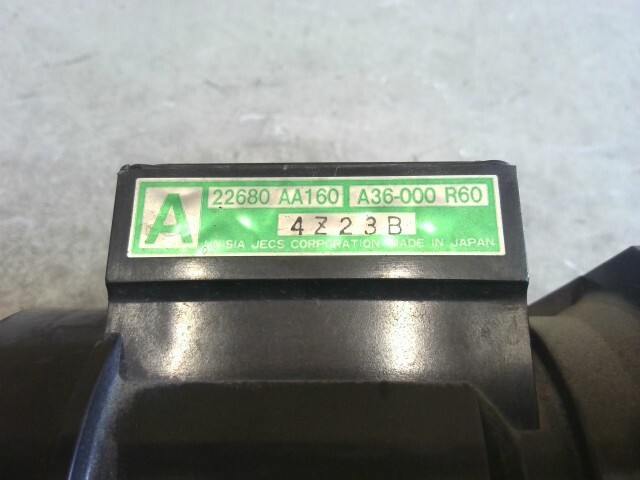 A
22680 AA160 A36-000 R60
4Z23B
UNISIA JECS CORPORATION MADE IN JAPAN